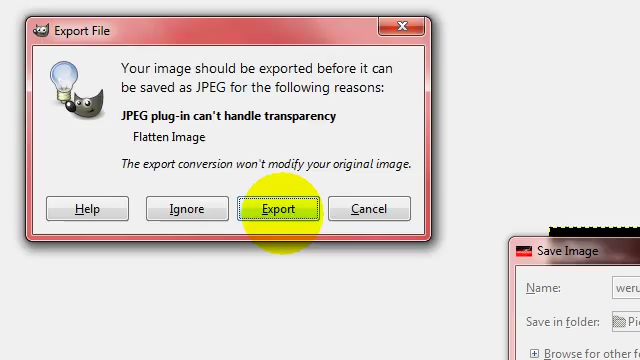 Export File
Your image should be exported before it can
be saved as JPEG for the following reasons:
JPEG plug-in can't handle transparency
Flatten Image
The export conversion won't modify your original image.
Help
Ignore
Export
Cancel
Save Image
Name:
Save in folder:
Browse for other